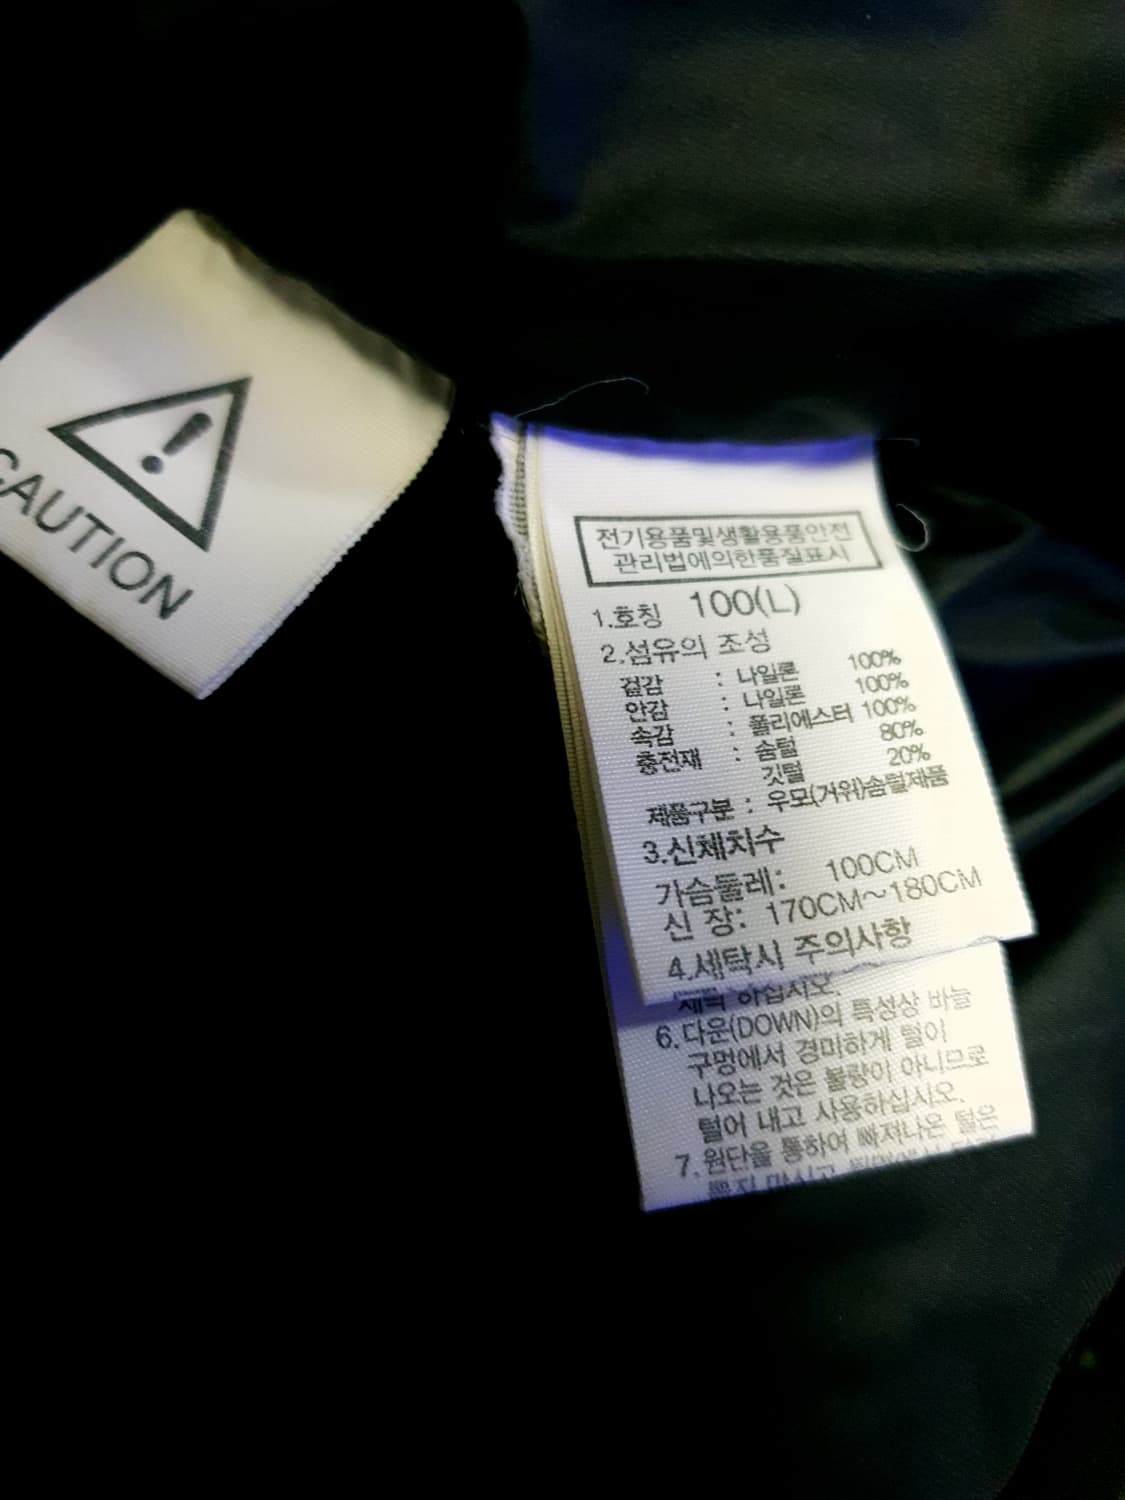 CAUTION
전기용품및생활용품안전
관리법에의한품질표시
1.호칭 100(L)
2.섬유의 조성
겉감 : 나일론 100%
안감 : 나일론 100%
속감 : 폴리에스터 100%
충전재 : 솜털 80%
깃털 20%
제품구분 : 우모(거위)솜털제품
3.신체치수
가슴둘레: 100CM
신 장: 170CM~180CM
4.세탁시 주의사항
하십시오.
6.다운(DOWN)의 특성상 바늘
구멍에서 경미하게 털이
나오는 것은 불량이 아니므로
털어 내고 사용하십시오.
7.원단을 통하여 빠져나온 털은